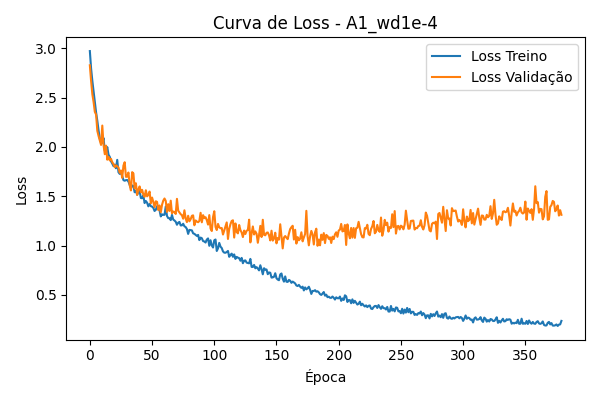 Curva de Loss - A1_wd1e-4
Loss Treino
Loss Validação
3.0
2.5
2.0
1.5
1.0
0.5
Loss
0 50 100 150 200 250 300 350
Época